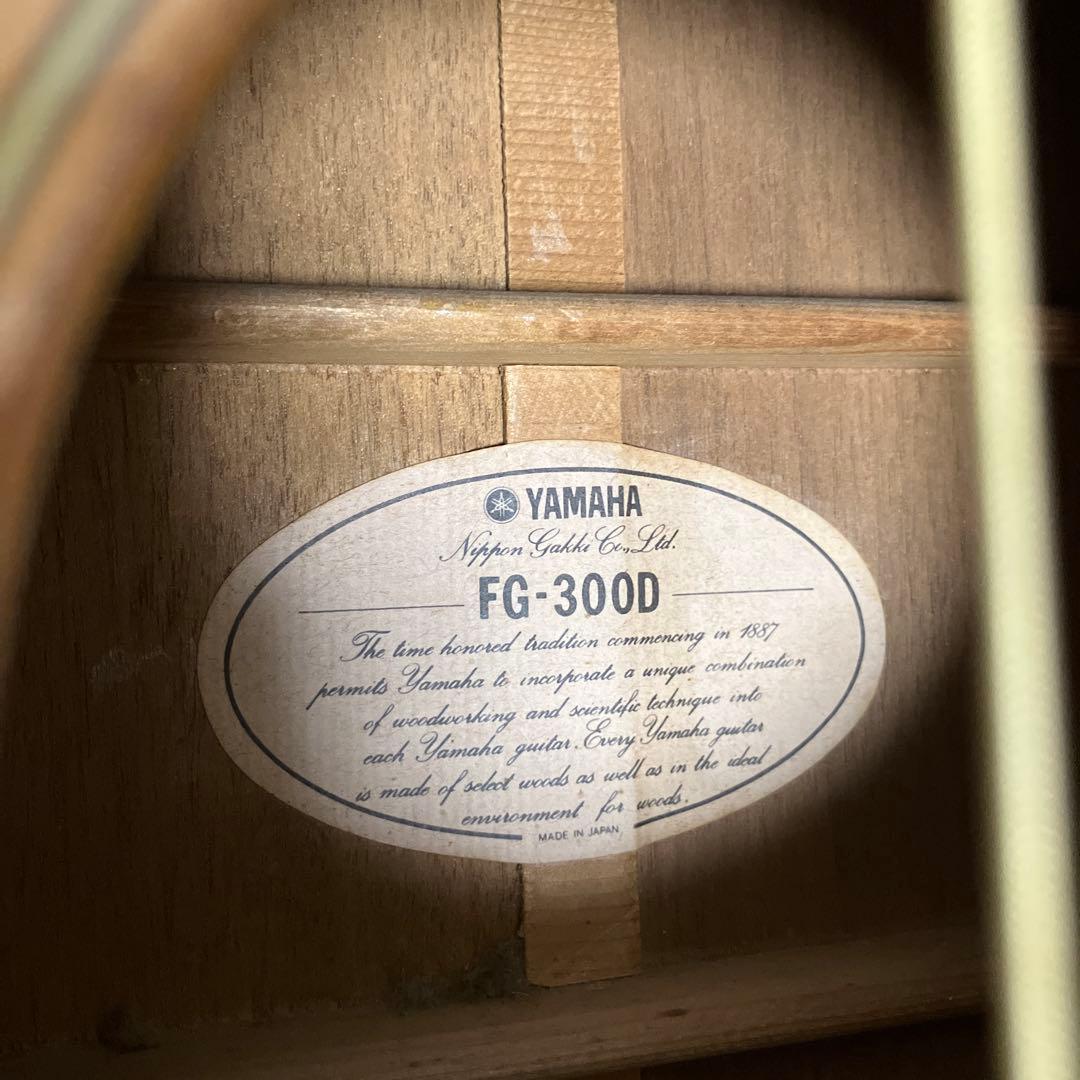 YAMAHA
Nippon Gakki Co., Ltd.
FG-300D
The time honored tradition commencing in 1887
permits Yamaha to incorporate a unique combination
of woodworking and scientific technique into
each Yamaha guitar. Every Yamaha guitar
is made of select woods as well as in the ideal
environment for woods.
MADE IN JAPAN